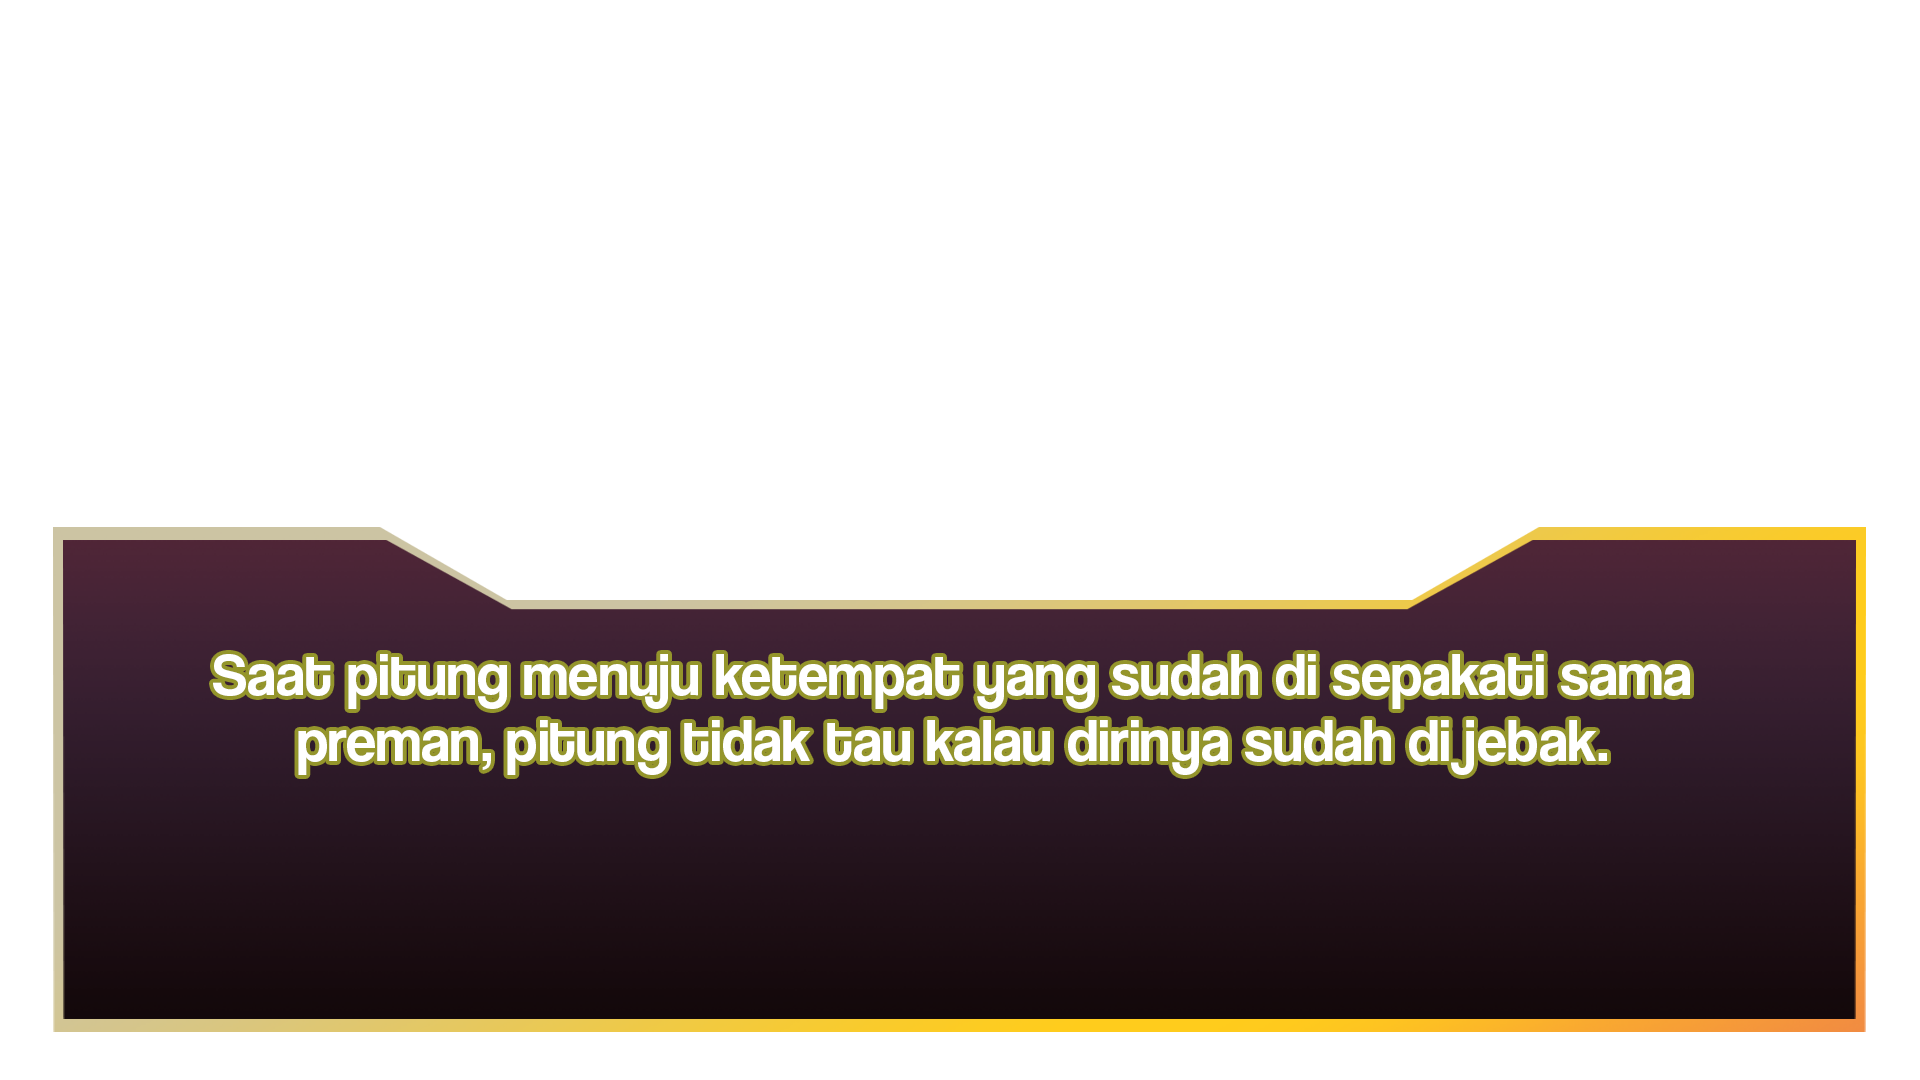 Saat pitung menuju ketempat yang sudah di sepakati sama
preman, pitung tidak tau kalau dirinya sudah di jebak.